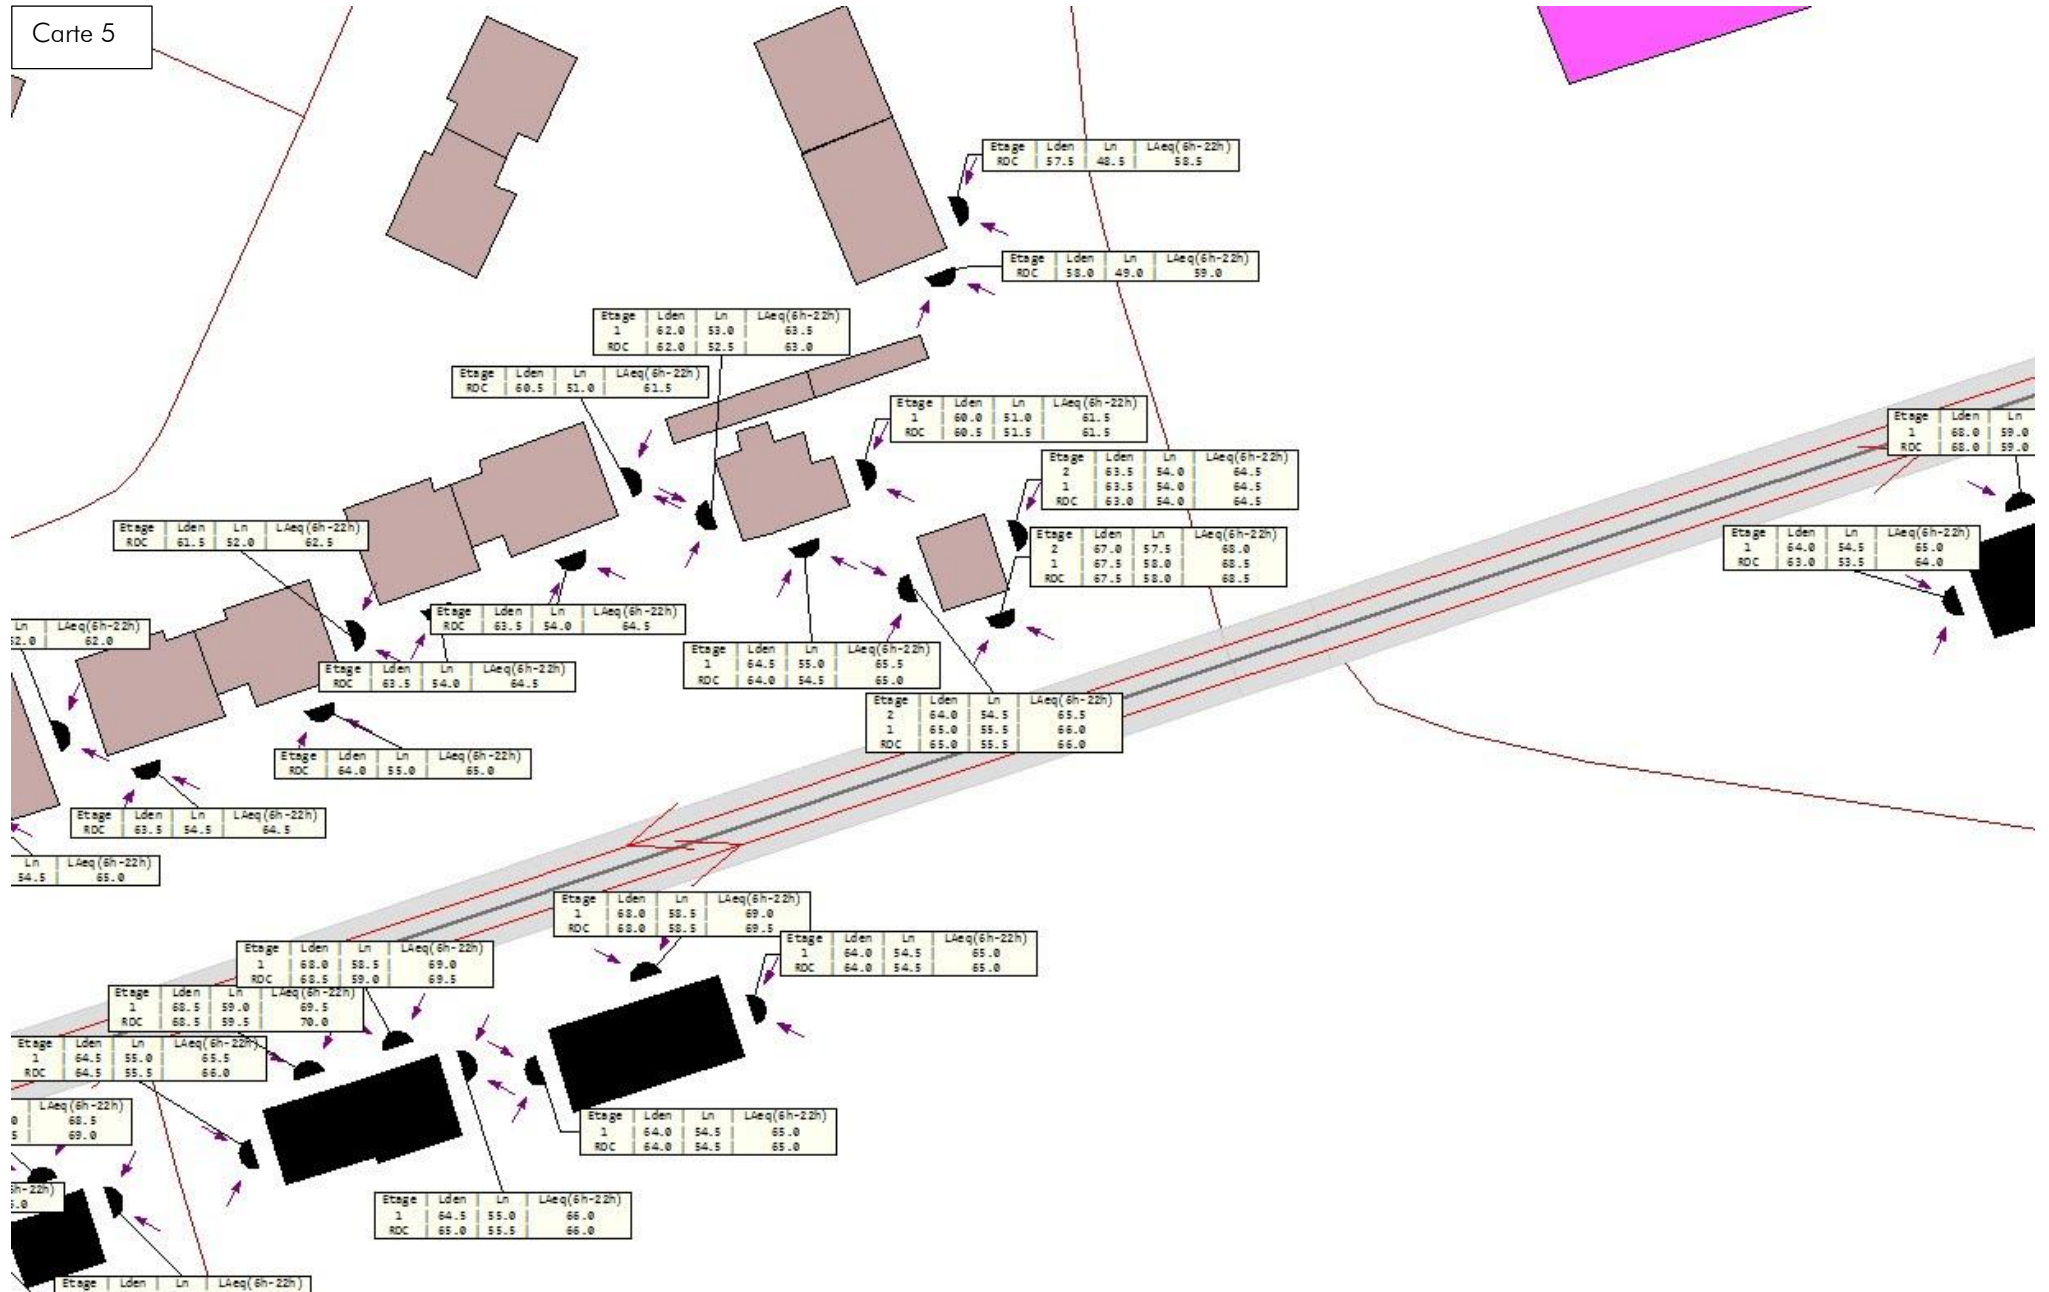 Carte 5
Etage | Lden | Ln | LAeq(6h-22h)
RDC | 57.5 | 48.5 | 58.5
Etage | Lden | Ln | LAeq(6h-22h)
RDC | 58.0 | 49.0 | 59.0
Etage | Lden | Ln | LAeq(6h-22h)
1 | 62.0 | 53.0 | 63.5
RDC | 62.0 | 52.5 | 63.0
Etage | Lden | Ln | LAeq(6h-22h)
RDC | 60.5 | 51.0 | 61.5
Etage | Lden | Ln | LAeq(6h-22h)
1 | 60.0 | 51.0 | 61.5
RDC | 60.5 | 51.5 | 61.5
Etage | Lden | Ln
1 | 68.0 | 59.0
RDC | 68.0 | 59.0
Etage | Lden | Ln | LAeq(6h-22h)
2 | 63.5 | 54.0 | 64.5
1 | 63.5 | 54.0 | 64.5
RDC | 63.0 | 54.0 | 64.5
Etage | Lden | Ln | LAeq(6h-22h)
RDC | 61.5 | 52.0 | 62.5
Etage | Lden | Ln | LAeq(6h-22h)
2 | 67.0 | 57.5 | 68.0
1 | 67.5 | 58.0 | 68.5
RDC | 67.5 | 58.0 | 68.5
Etage | Lden | Ln | LAeq(6h-22h)
1 | 64.0 | 54.5 | 65.0
RDC | 63.0 | 53.5 | 64.0
Etage | Lden | Ln | LAeq(6h-22h)
RDC | 63.5 | 54.0 | 64.5
Ln | LAeq(6h-22h)
2.0 | 62.0
Etage | Lden | Ln | LAeq(6h-22h)
1 | 64.5 | 55.0 | 65.5
RDC | 64.0 | 54.5 | 65.0
Etage | Lden | Ln | LAeq(6h-22h)
RDC | 63.5 | 54.0 | 64.5
Etage | Lden | Ln | LAeq(6h-22h)
2 | 64.0 | 54.5 | 65.5
1 | 65.0 | 55.5 | 66.0
RDC | 65.0 | 55.5 | 66.0
Etage | Lden | Ln | LAeq(6h-22h)
RDC | 64.0 | 55.0 | 65.0
Etage | Lden | Ln | LAeq(6h-22h)
RDC | 63.5 | 54.5 | 64.5
Ln | LAeq(6h-22h)
54.5 | 65.0
Etage | Lden | Ln | LAeq(6h-22h)
1 | 68.0 | 58.5 | 69.0
RDC | 68.0 | 58.5 | 69.5
Etage | Lden | Ln | LAeq(6h-22h)
1 | 64.0 | 54.5 | 65.0
RDC | 64.0 | 54.5 | 65.0
Etage | Lden | Ln | LAeq(6h-22h)
1 | 68.0 | 58.5 | 69.0
RDC | 68.5 | 59.0 | 69.5
Etage | Lden | Ln | LAeq(6h-22h)
1 | 68.5 | 59.0 | 69.5
RDC | 68.5 | 59.5 | 70.0
Etage | Lden | Ln | LAeq(6h-22h)
1 | 64.5 | 55.0 | 65.5
RDC | 64.5 | 55.5 | 66.0
LAeq(6h-22h)
0 | 68.5
5 | 69.0
Etage | Lden | Ln | LAeq(6h-22h)
1 | 64.0 | 54.5 | 65.0
RDC | 64.0 | 54.5 | 65.0
h-22h)
.0
Etage | Lden | Ln | LAeq(6h-22h)
1 | 64.5 | 55.0 | 66.0
RDC | 65.0 | 55.5 | 66.0
Etage | Lden | Ln | LAeq(6h-22h)